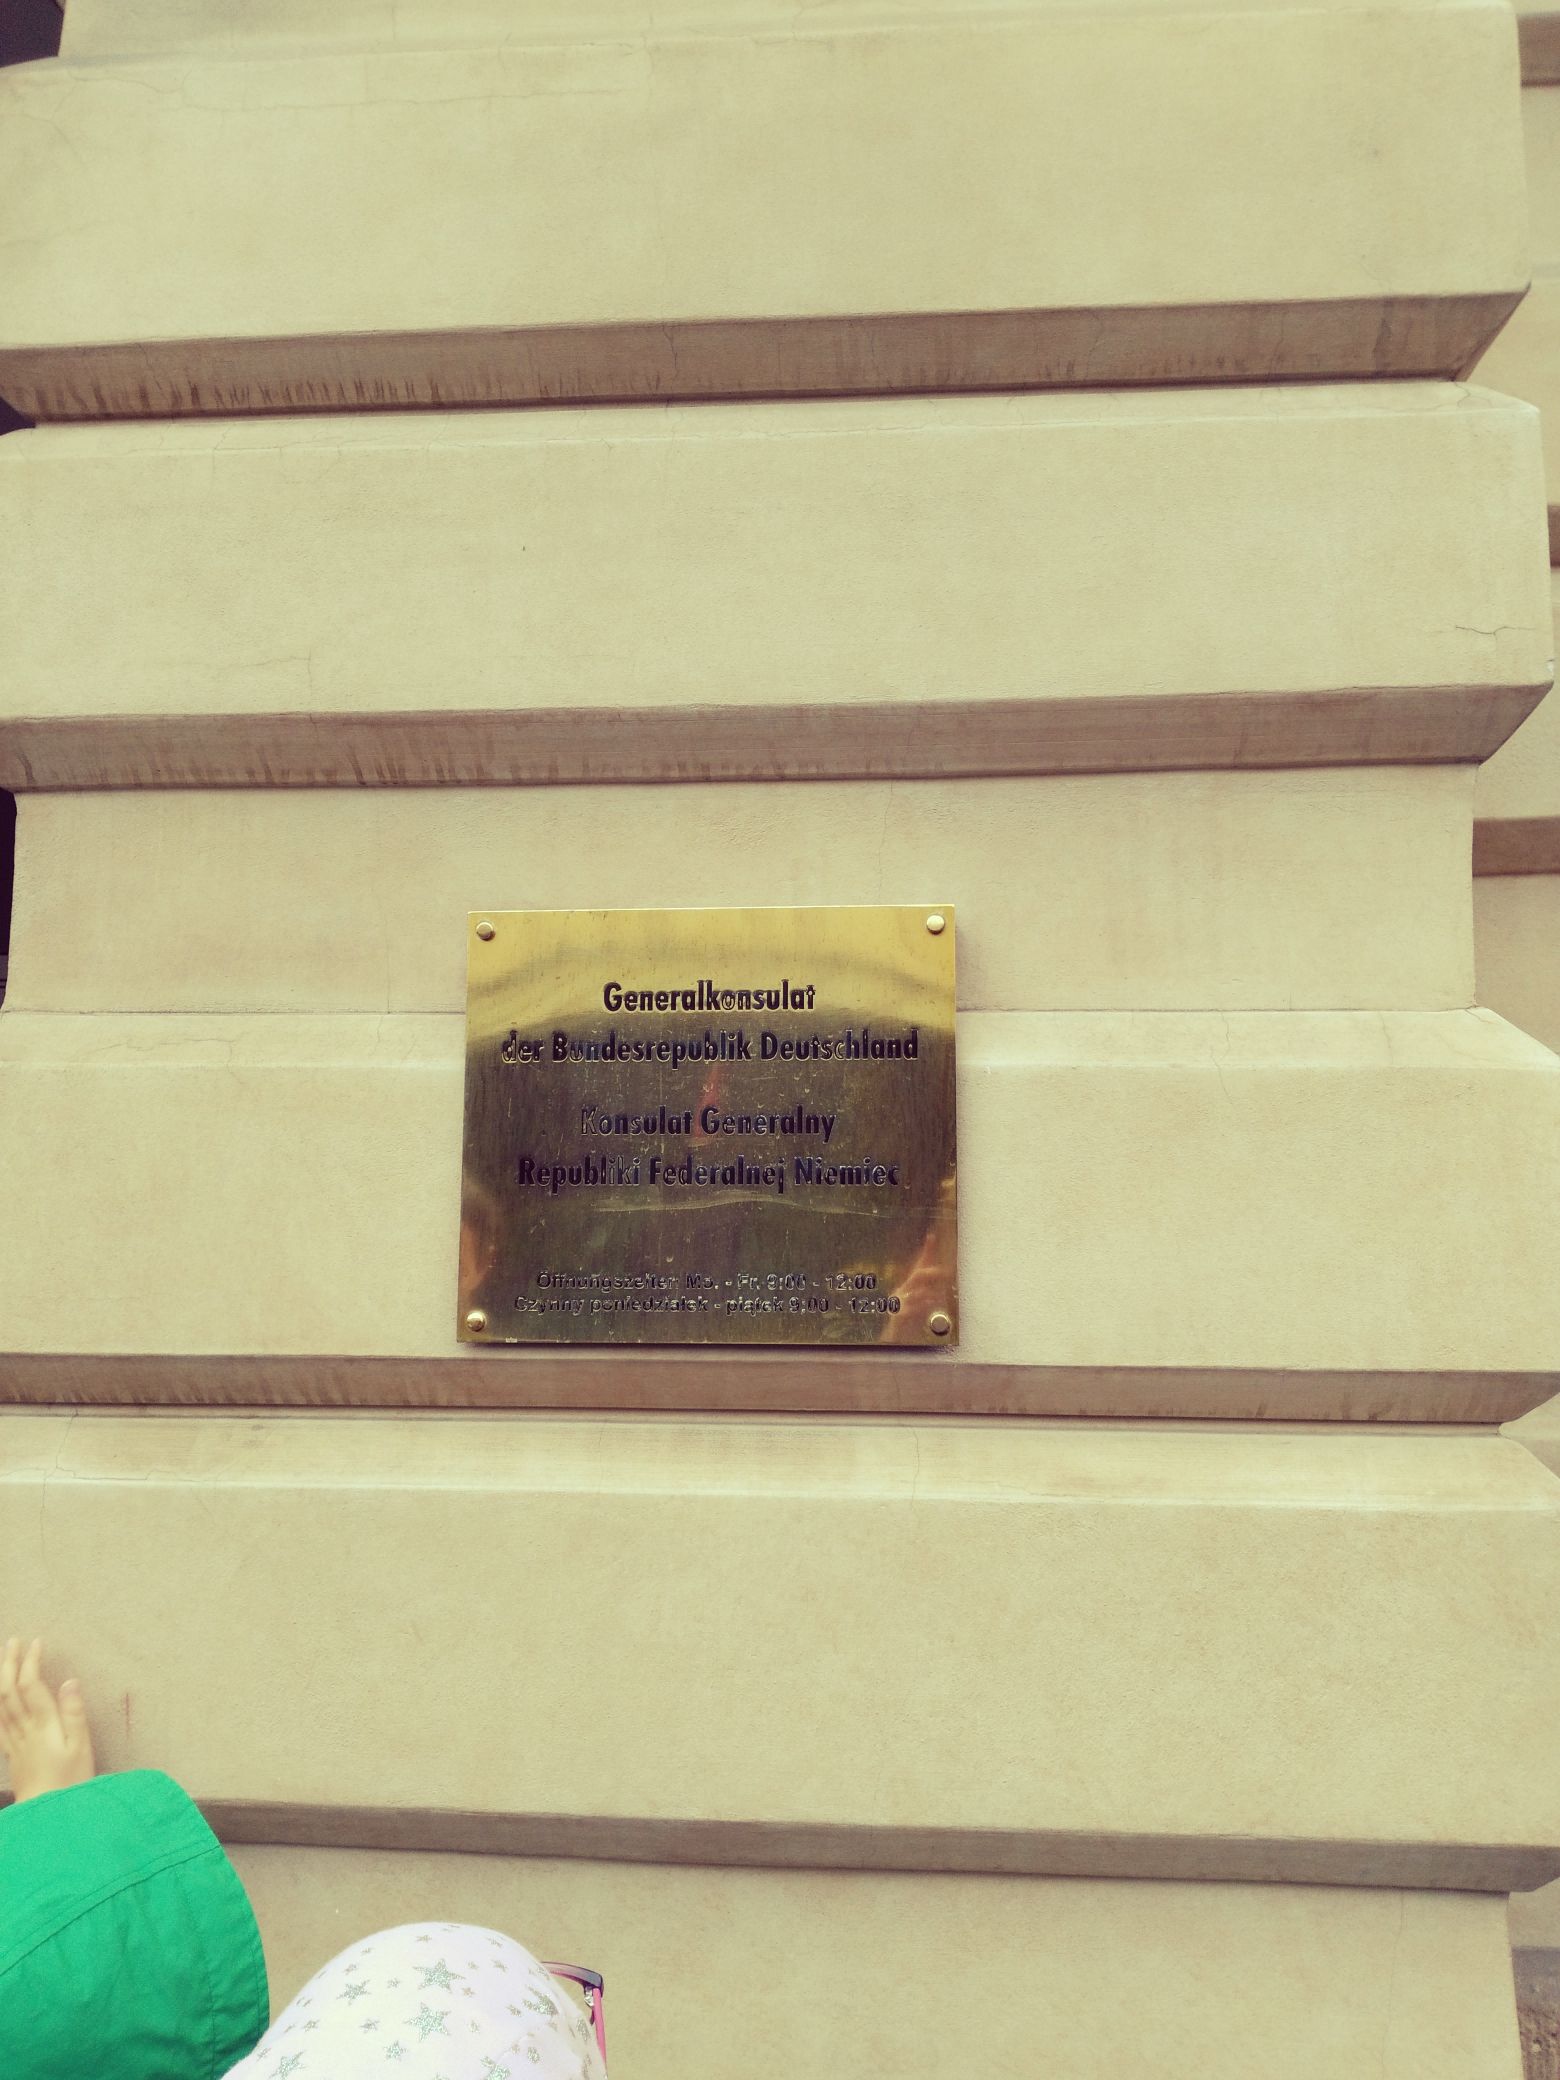 Generalkonsulat
der Bundesrepublik Deutschland
Konsulat Generalny
Republiki Federalnej Niemiec
Öffnungszeiten Mo. - Fr. 9:00 - 12:00
Czynny poniedziałek - piątek 9:00 - 12:00